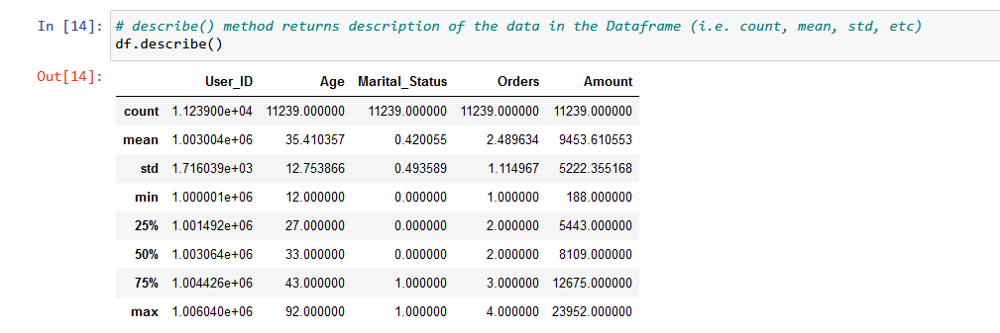 In [14]: # describe() method returns description of the data in the Dataframe (i.e. count, mean, std, etc)
df.describe()
Out[14]:
User_ID Age Marital_Status Orders Amount
count 1.123900e+04 11239.000000 11239.000000 11239.000000 11239.000000
mean 1.003004e+06 35.410357 0.420055 2.489634 9453.610553
std 1.716039e+03 12.753866 0.493589 1.114967 5222.355168
min 1.000001e+06 12.000000 0.000000 1.000000 188.000000
25% 1.001492e+06 27.000000 0.000000 2.000000 5443.000000
50% 1.003064e+06 33.000000 0.000000 2.000000 8109.000000
75% 1.004426e+06 43.000000 1.000000 3.000000 12675.000000
max 1.006040e+06 92.000000 1.000000 4.000000 23952.000000